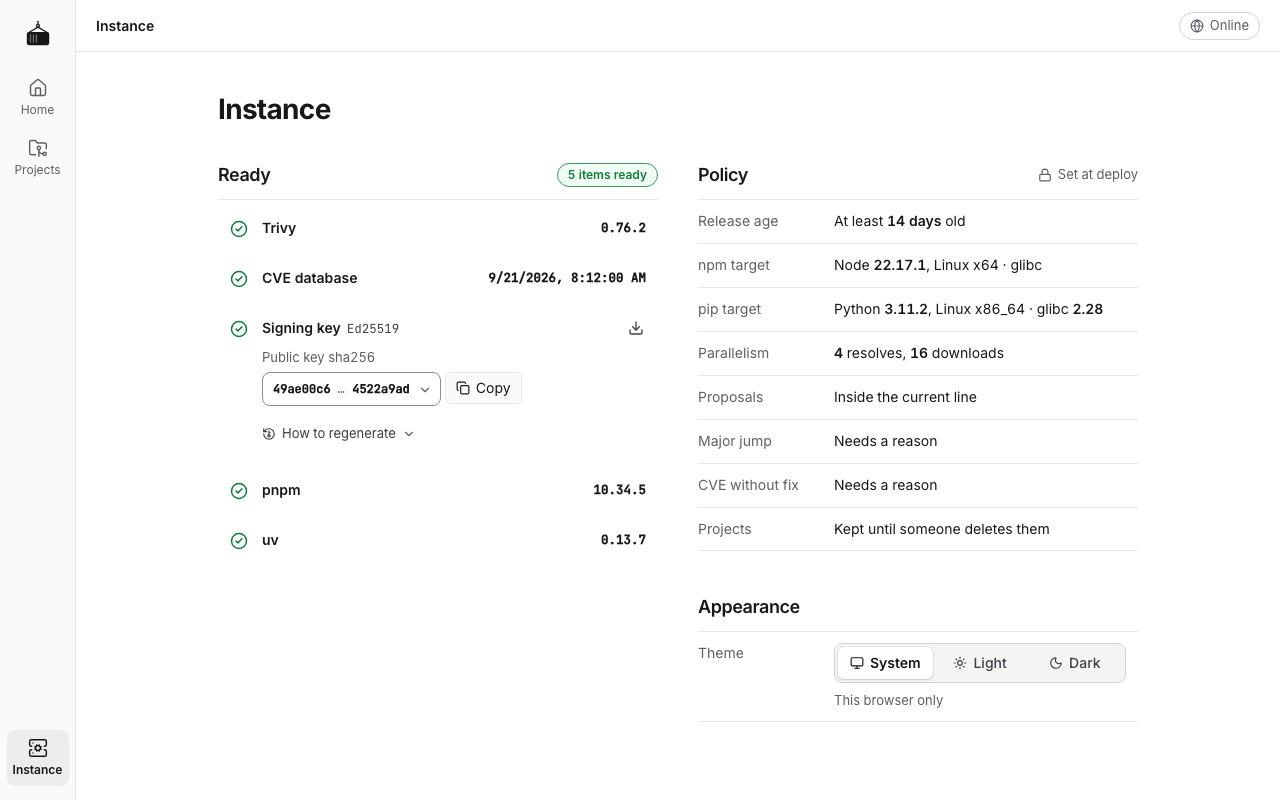 Instance
Online
Home
Projects
Instance
Instance
Ready
5 items ready
Trivy
0.76.2
CVE database
9/21/2026, 8:12:00 AM
Signing key Ed25519
Public key sha256
49ae00c6 … 4522a9ad
Copy
How to regenerate
pnpm
10.34.5
uv
0.13.7
Policy
Set at deploy
Release age
At least 14 days old
npm target
Node 22.17.1, Linux x64 · glibc
pip target
Python 3.11.2, Linux x86_64 · glibc 2.28
Parallelism
4 resolves, 16 downloads
Proposals
Inside the current line
Major jump
Needs a reason
CVE without fix
Needs a reason
Projects
Kept until someone deletes them
Appearance
Theme
System
Light
Dark
This browser only